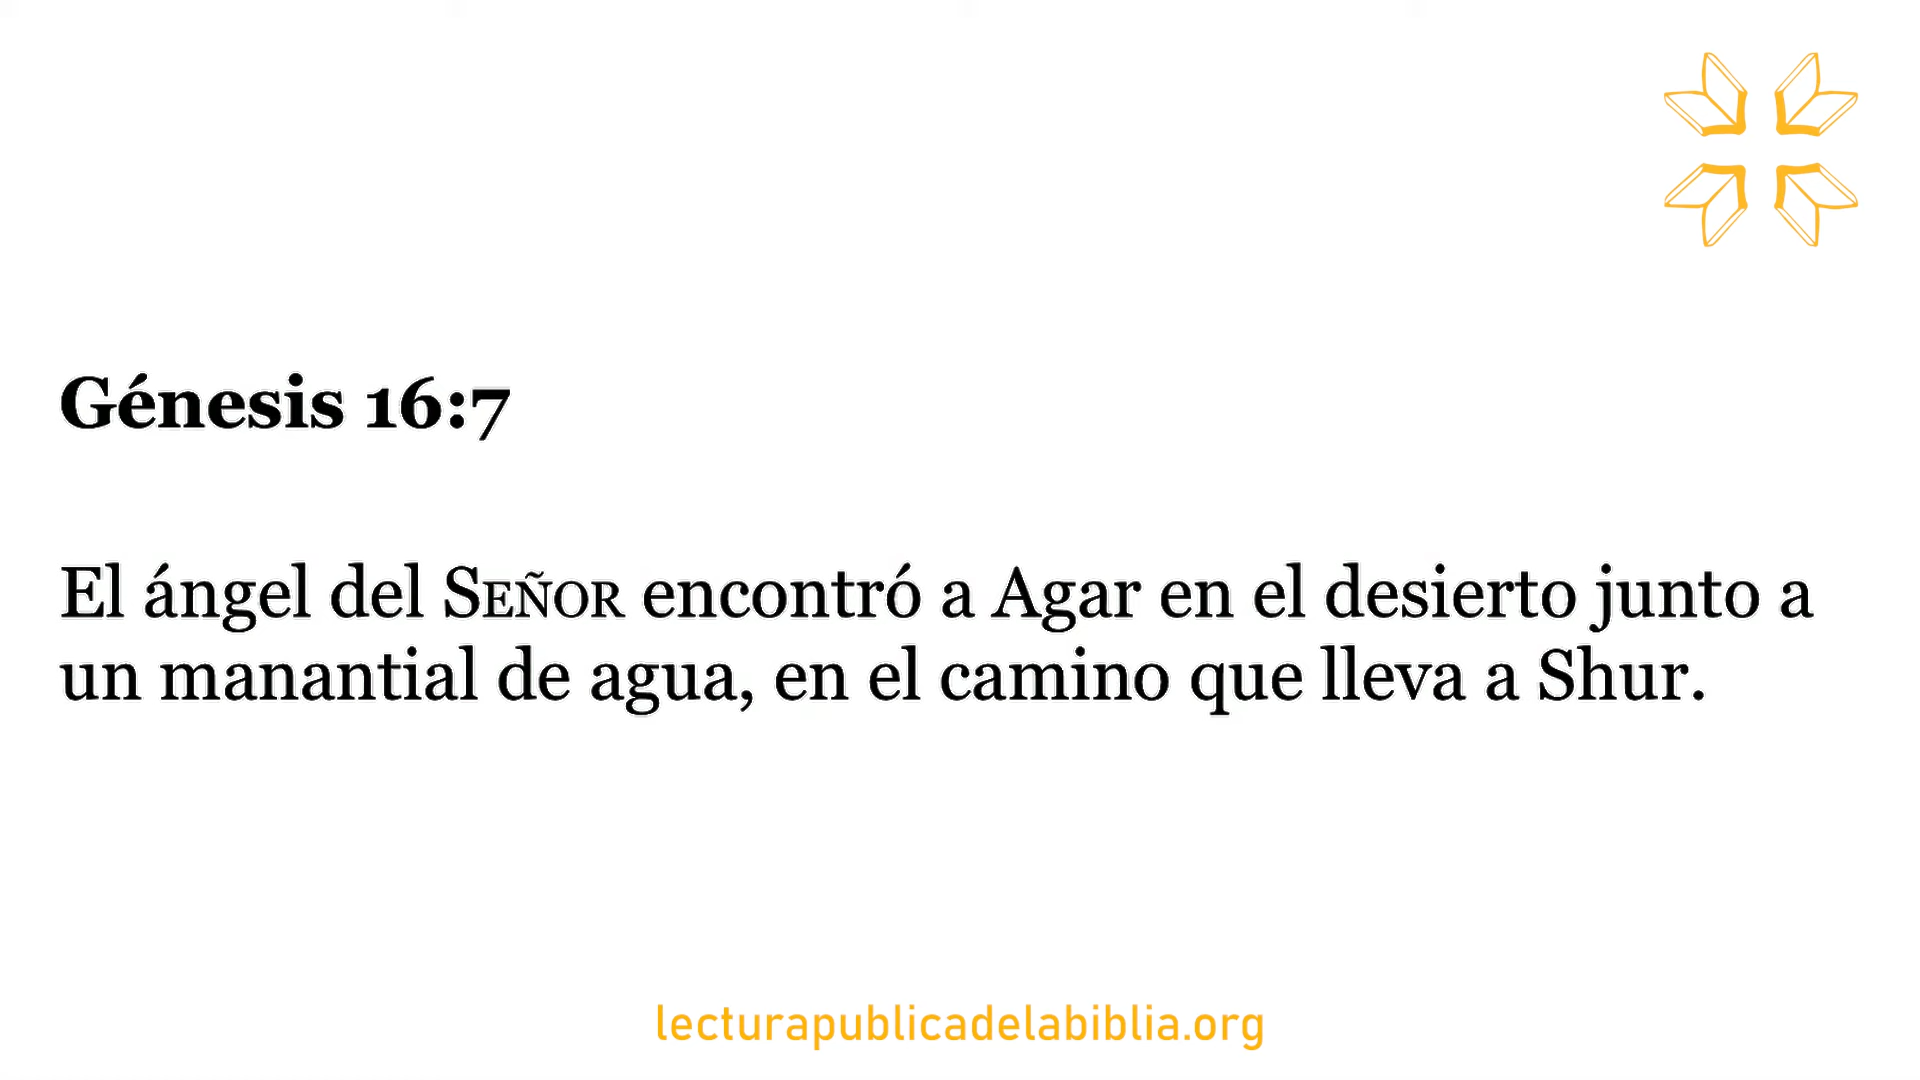 Génesis 16:7
El ángel del SEÑOR encontró a Agar en el desierto junto a
un manantial de agua, en el camino que lleva a Shur.
lecturapublicadelabiblia.org